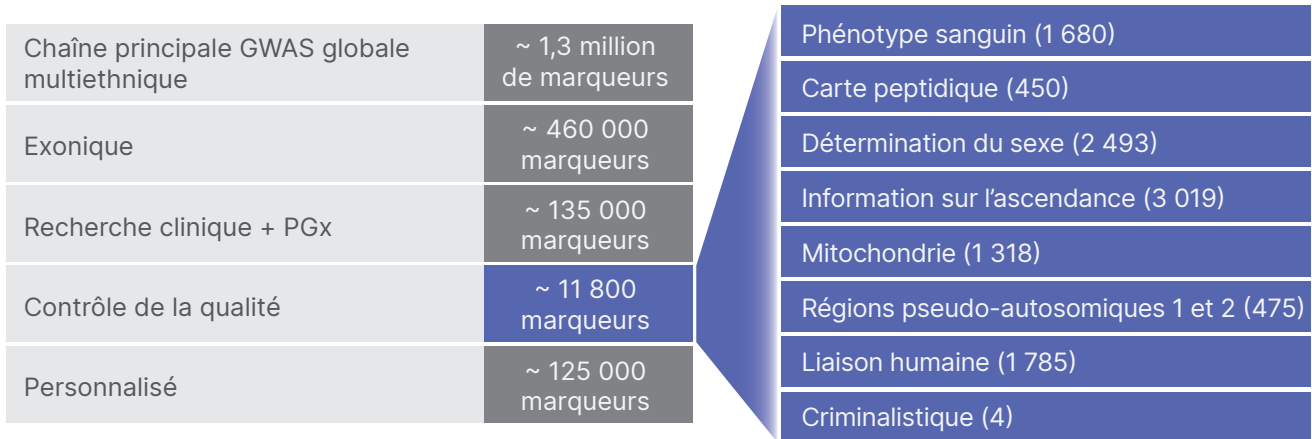 Chaîne principale GWAS globale
multiethnique
~ 1,3 million
de marqueurs
Exonique
~ 460 000
marqueurs
Recherche clinique + PGx
~ 135 000
marqueurs
Contrôle de la qualité
~ 11 800
marqueurs
Personnalisé
~ 125 000
marqueurs
Phénotype sanguin (1 680)
Carte peptidique (450)
Détermination du sexe (2 493)
Information sur l’ascendance (3 019)
Mitochondrie (1 318)
Régions pseudo-autosomiques 1 et 2 (475)
Liaison humaine (1 785)
Criminalistique (4)